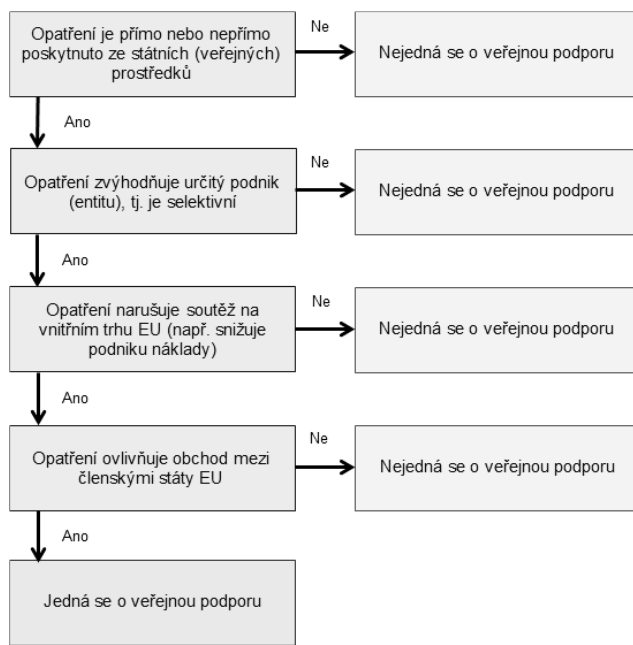 Opatření je přímo nebo nepřímo
poskytnuto ze státních (veřejných)
prostředků
Ne
Nejedná se o veřejnou podporu
Ano
Opatření zvýhodňuje určitý podnik
(entitu), tj. je selektivní
Ne
Nejedná se o veřejnou podporu
Ano
Opatření narušuje soutěž na
vnitřním trhu EU (např. snižuje
podniku náklady)
Ne
Nejedná se o veřejnou podporu
Ano
Opatření ovlivňuje obchod mezi
členskými státy EU
Ne
Nejedná se o veřejnou podporu
Ano
Jedná se o veřejnou podporu